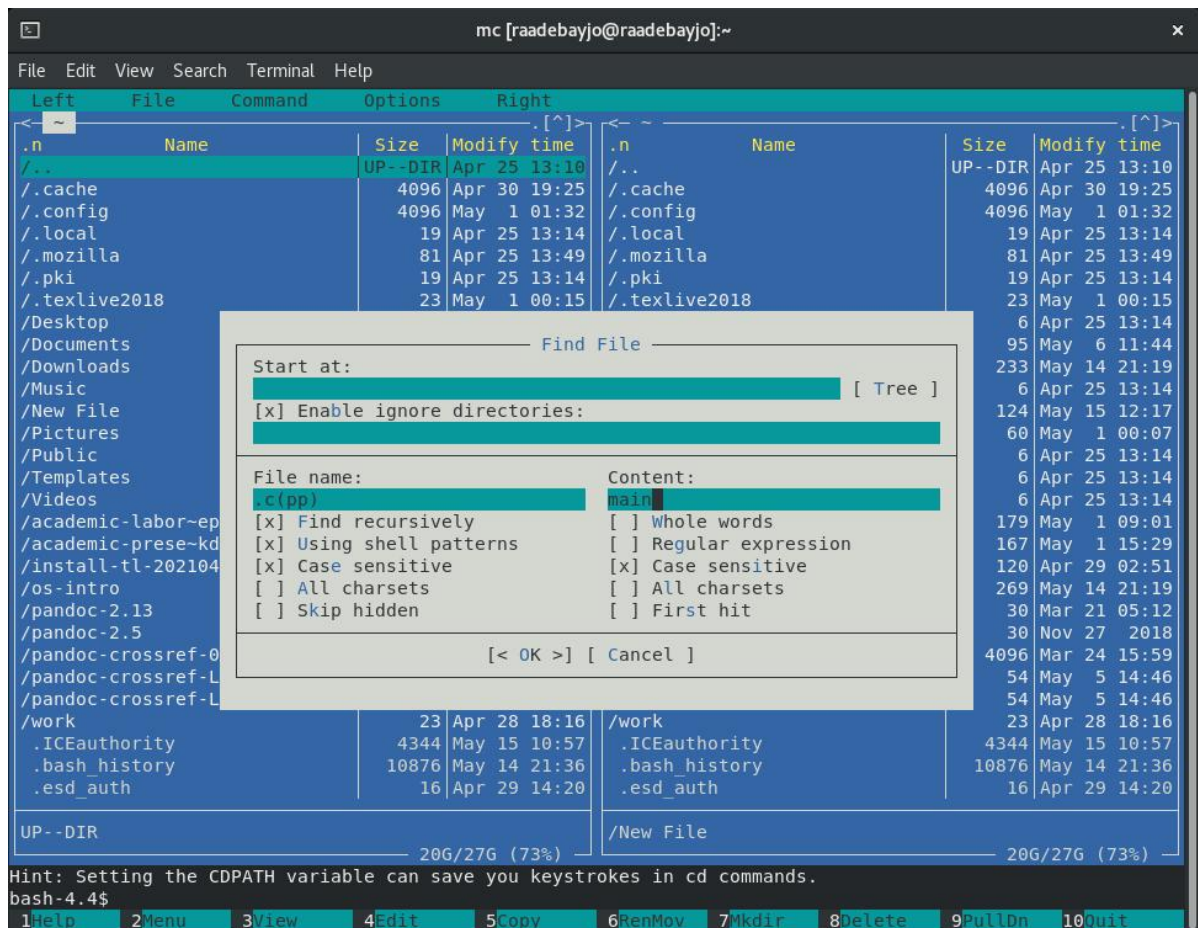 mc [raadebayjo@raadebayjo]:~ ×
File Edit View Search Terminal Help
Left File Command Options Right
<─ ~ .[^]> <─ ~ .[^]>
.n Name Size Modify time .n Name Size Modify time
/.. UP--DIR Apr 25 13:10 /.. UP--DIR Apr 25 13:10
/.cache 4096 Apr 30 19:25 /.cache 4096 Apr 30 19:25
/.config 4096 May 1 01:32 /.config 4096 May 1 01:32
/.local 19 Apr 25 13:14 /.local 19 Apr 25 13:14
/.mozilla 81 Apr 25 13:49 /.mozilla 81 Apr 25 13:49
/.pki 19 Apr 25 13:14 /.pki 19 Apr 25 13:14
/.texlive2018 23 May 1 00:15 /.texlive2018 23 May 1 00:15
/Desktop 6 Apr 25 13:14
/Documents Find File 95 May 6 11:44
/Downloads Start at: 233 May 14 21:19
/Music [ Tree ] 6 Apr 25 13:14
/New File [x] Enable ignore directories: 124 May 15 12:17
/Pictures 60 May 1 00:07
/Public 6 Apr 25 13:14
/Templates File name: Content: 6 Apr 25 13:14
/Videos .c(pp) main 6 Apr 25 13:14
/academic-labor~ep [x] Find recursively [ ] Whole words 179 May 1 09:01
/academic-prese~kd [x] Using shell patterns [ ] Regular expression 167 May 1 15:29
/install-tl-202104 [x] Case sensitive [x] Case sensitive 120 Apr 29 02:51
/os-intro [ ] All charsets [ ] All charsets 269 May 14 21:19
/pandoc-2.13 [ ] Skip hidden [ ] First hit 30 Mar 21 05:12
/pandoc-2.5 30 Nov 27 2018
/pandoc-crossref-0 [< OK >] [ Cancel ] 4096 Mar 24 15:59
/pandoc-crossref-L 54 May 5 14:46
/pandoc-crossref-L 54 May 5 14:46
/work 23 Apr 28 18:16 /work 23 Apr 28 18:16
.ICEauthority 4344 May 15 10:57 .ICEauthority 4344 May 15 10:57
.bash_history 10876 May 14 21:36 .bash_history 10876 May 14 21:36
.esd_auth 16 Apr 29 14:20 .esd_auth 16 Apr 29 14:20
UP--DIR /New File
20G/27G (73%) 20G/27G (73%)
Hint: Setting the CDPATH variable can save you keystrokes in cd commands.
bash-4.4$
1Help 2Menu 3View 4Edit 5Copy 6RenMov 7Mkdir 8Delete 9PullDn 10Quit